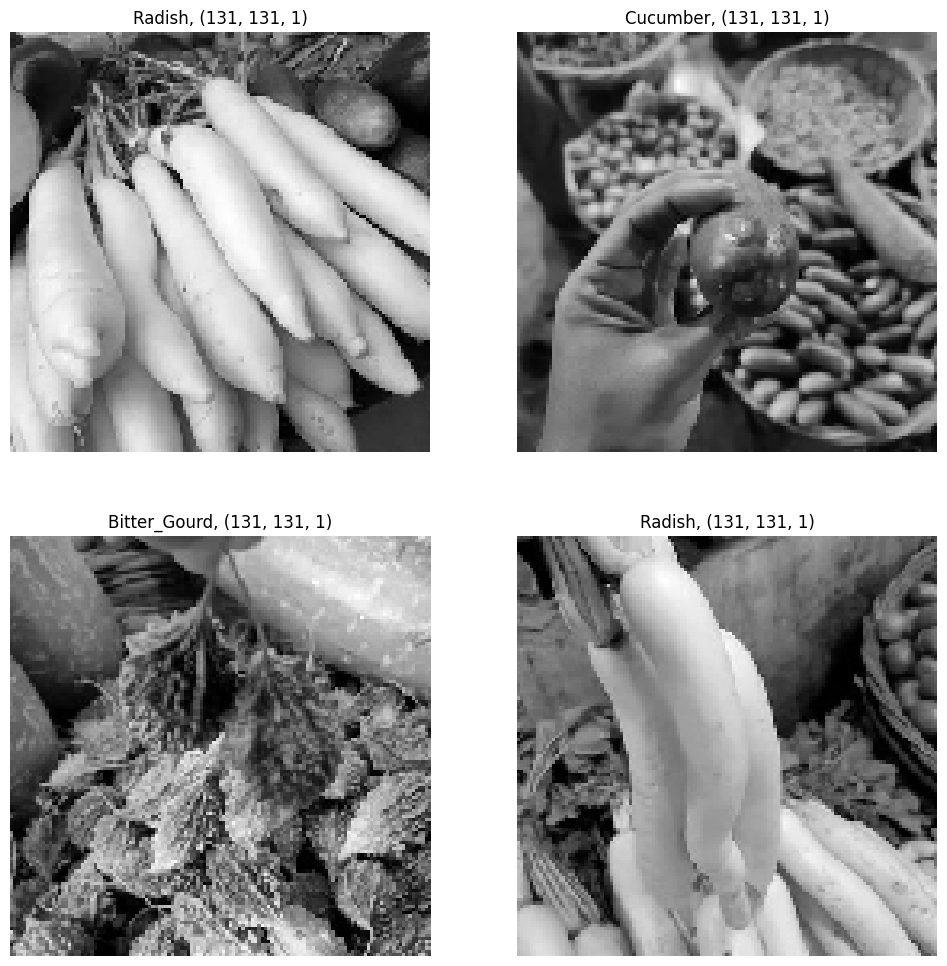 Radish, (131, 131, 1)
Cucumber, (131, 131, 1)
Bitter_Gourd, (131, 131, 1)
Radish, (131, 131, 1)